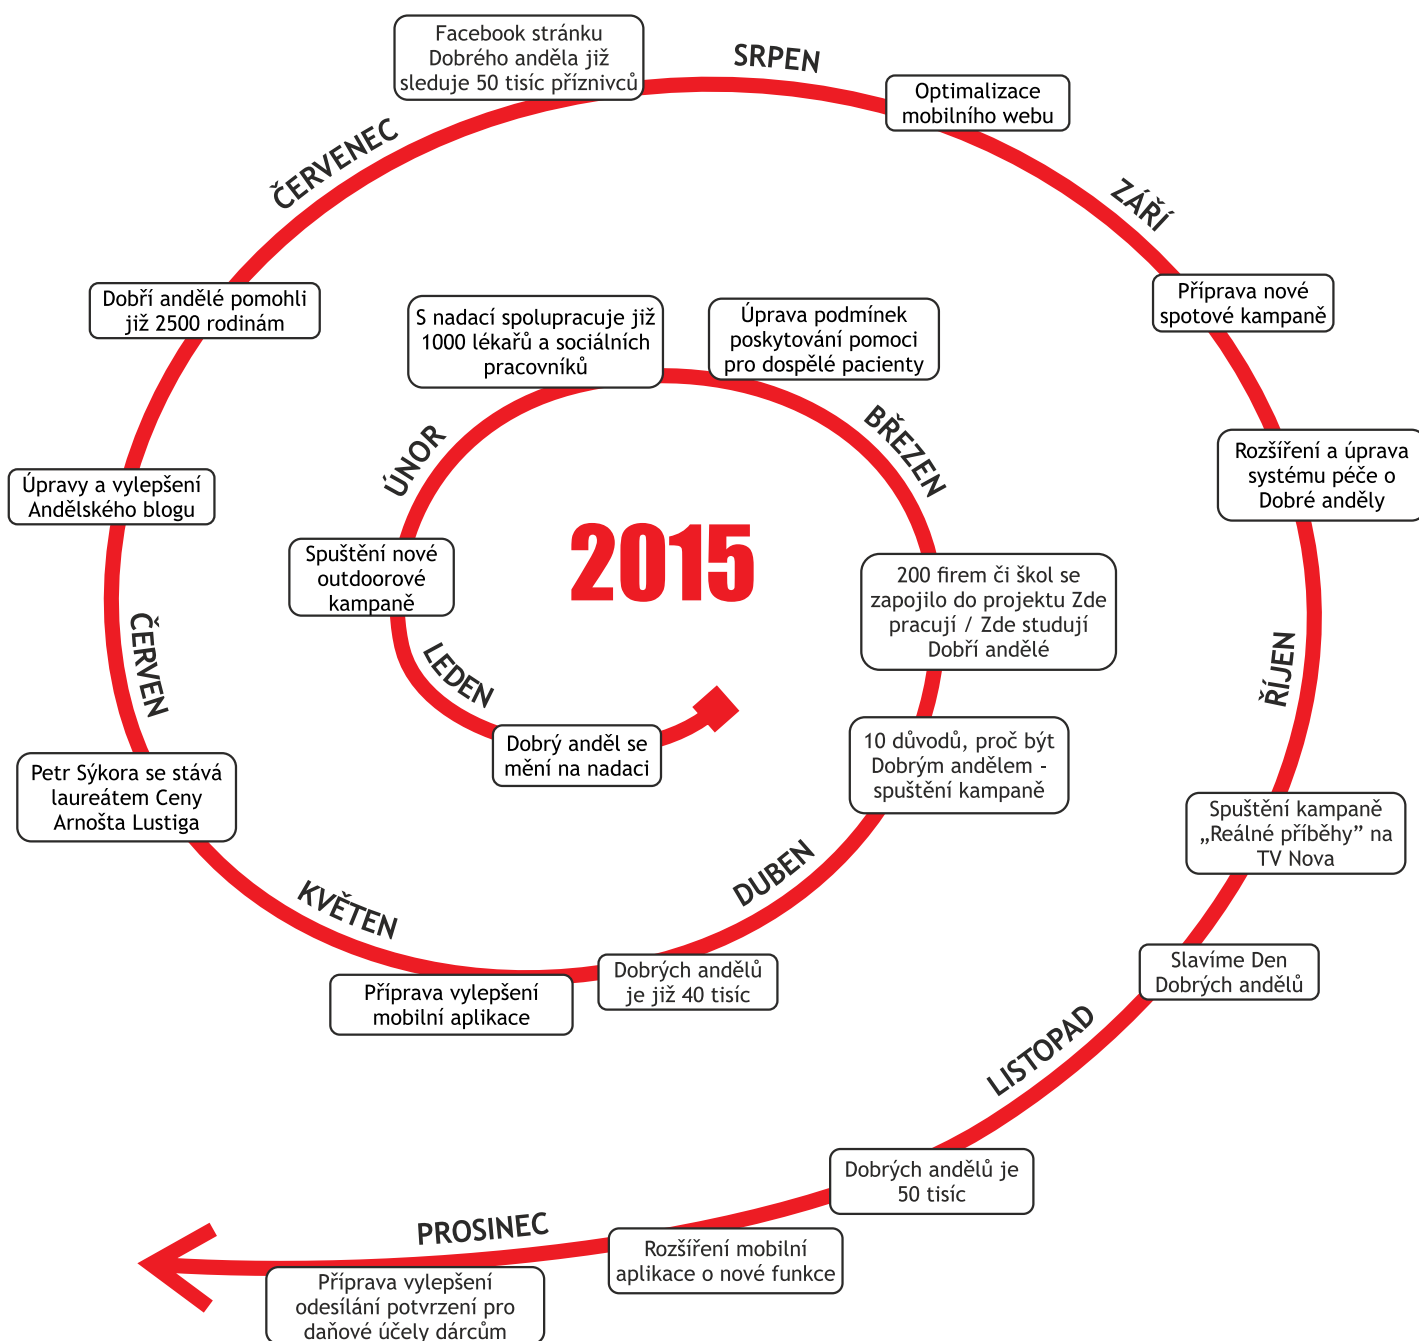 2015
Dobrý anděl se
mění na nadaci
LEDEN
Spuštění nové
outdoorové
kampaně
ÚNOR
S nadací spolupracuje již
1000 lékařů a sociálních
pracovníků
Úprava podmínek
poskytování pomoci
pro dospělé pacienty
BŘEZEN
200 firem či škol se
zapojilo do projektu Zde
pracují / Zde studují
Dobří andělé
10 důvodů, proč být
Dobrým andělem -
spuštění kampaně
DUBEN
Dobrých andělů
je již 40 tisíc
Příprava vylepšení
mobilní aplikace
KVĚTEN
Petr Sýkora se stává
laureátem Ceny
Arnošta Lustiga
ČERVEN
Úpravy a vylepšení
Andělského blogu
Dobří andělé pomohli
již 2500 rodinám
ČERVENEC
Facebook stránku
Dobrého anděla již
sleduje 50 tisíc příznivců
SRPEN
Optimalizace
mobilního webu
ZÁŘÍ
Příprava nové
spotové kampaně
Rozšíření a úprava
systému péče o
Dobré anděly
ŘÍJEN
Spuštění kampaně
„Reálné příběhy” na
TV Nova
Slavíme Den
Dobrých andělů
LISTOPAD
Dobrých andělů je
50 tisíc
Rozšíření mobilní
aplikace o nové funkce
PROSINEC
Příprava vylepšení
odesílání potvrzení pro
daňové účely dárcům